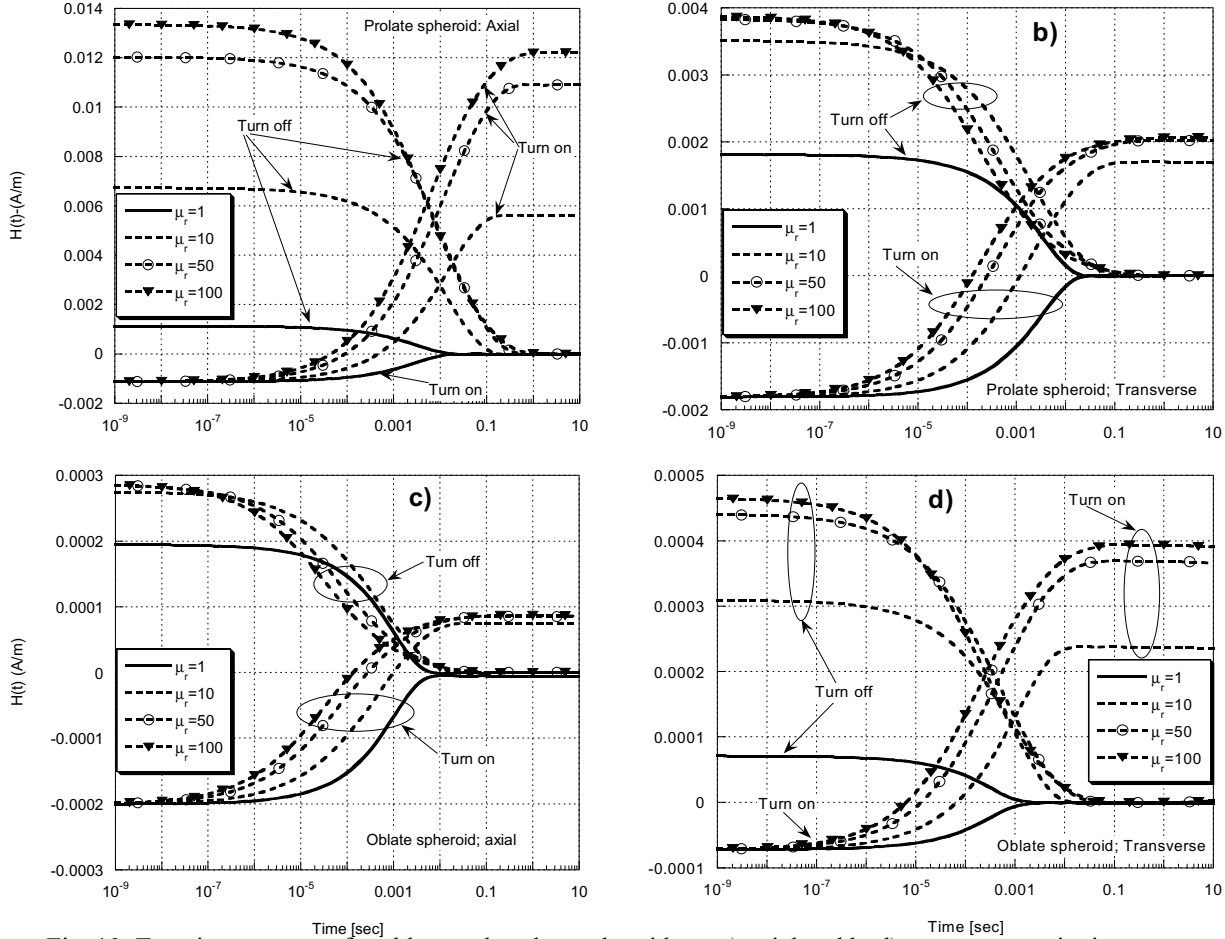 Prolate spheroid: Axial
Turn off
Turn on
Turn on
μr=1
μr=10
μr=50
μr=100
H(t)-(A/m)
0.014
0.012
0.01
0.008
0.006
0.004
0.002
0
-0.002
10-9 10-7 10-5 0.001 0.1 10
b)
Turn off
Turn on
μr=1
μr=10
μr=50
μr=100
Prolate spheroid; Transverse
0.004
0.003
0.002
0.001
0
-0.001
-0.002
10-9 10-7 10-5 0.001 0.1 10
c)
Turn off
Turn on
μr=1
μr=10
μr=50
μr=100
Oblate spheroid; axial
H(t) (A/m)
0.0003
0.0002
0.0001
0
-0.0001
-0.0002
-0.0003
10-9 10-7 10-5 0.001 0.1 10
Time [sec]
d)
Turn on
Turn off
Turn on
μr=1
μr=10
μr=50
μr=100
Oblate spheroid; Transverse
0.0005
0.0004
0.0003
0.0002
0.0001
0
-0.0001
10-9 10-7 10-5 0.001 0.1 10
Time [sec]